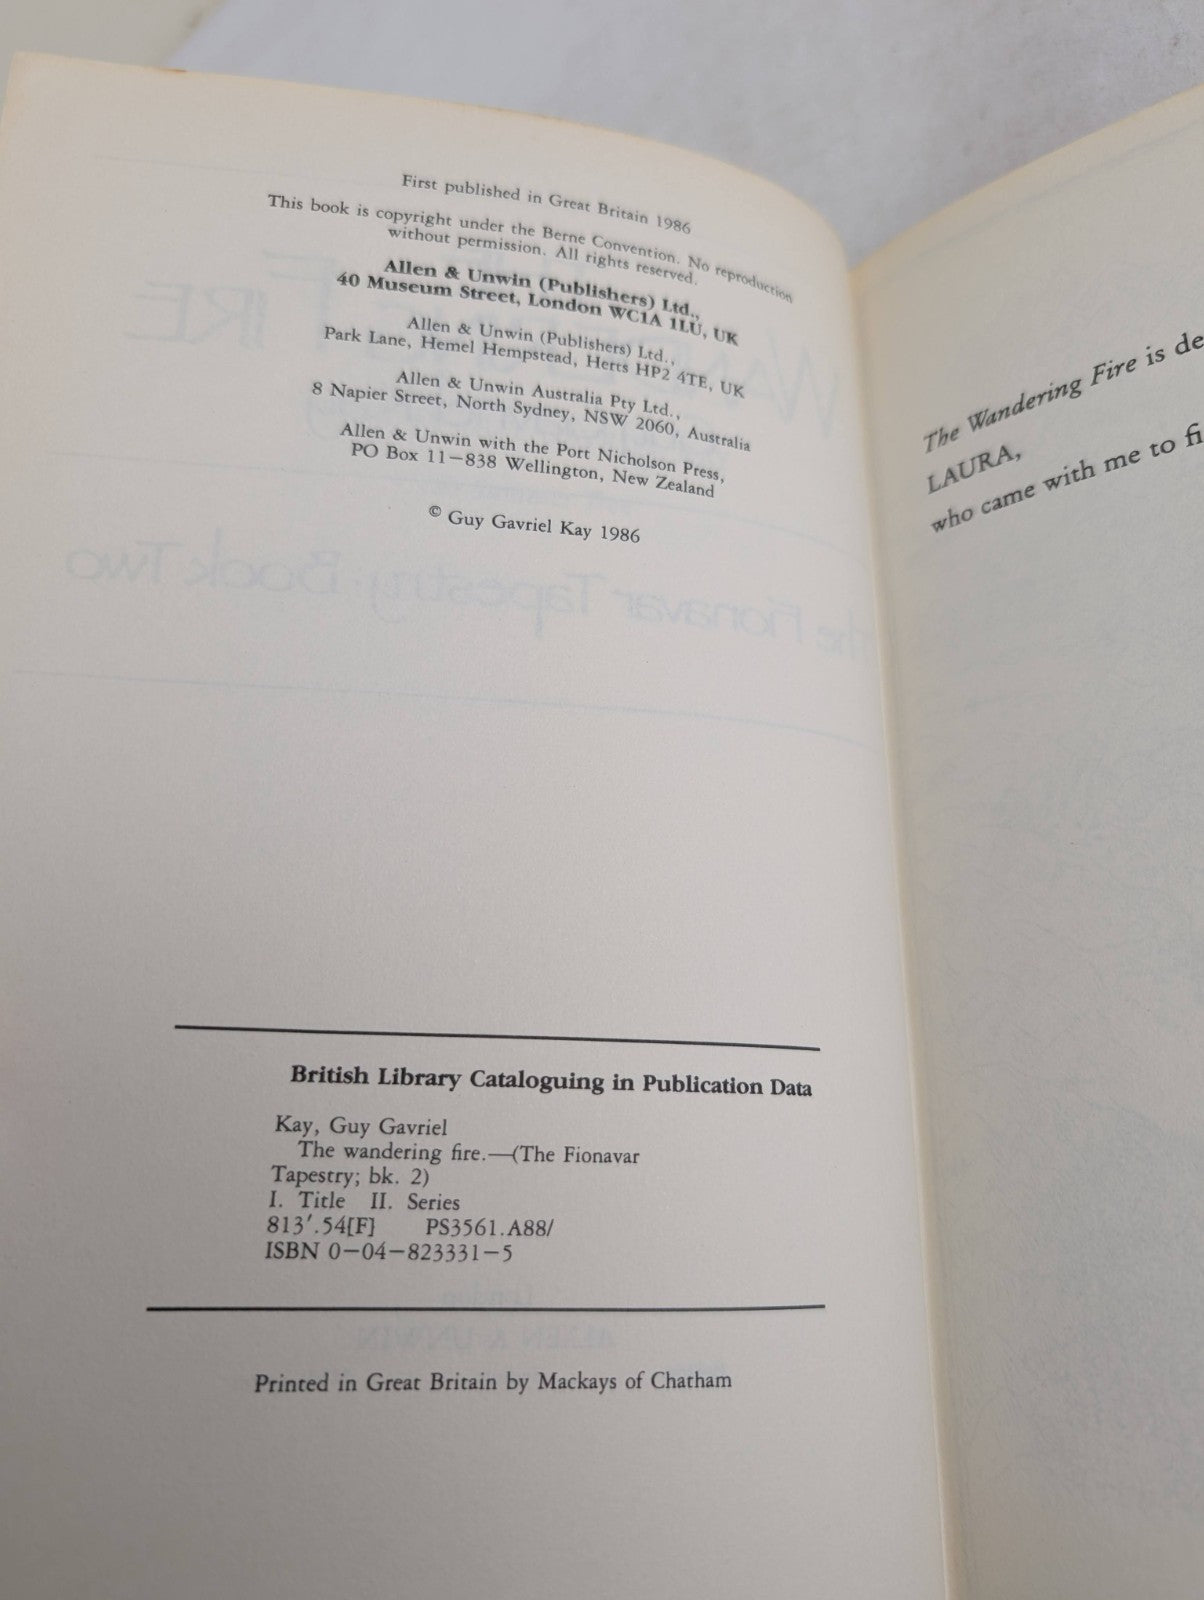 First published in Great Britain 1986
This book is copyright under the Berne Convention. No reproduction
without permission. All rights reserved.
Allen & Unwin (Publishers) Ltd.,
40 Museum Street, London WC1A 1LU, UK
Allen & Unwin (Publishers) Ltd.,
Park Lane, Hemel Hempstead, Herts HP2 4TE, UK
Allen & Unwin Australia Pty Ltd.,
8 Napier Street, North Sydney, NSW 2060, Australia
Allen & Unwin with the Port Nicholson Press,
PO Box 11–838 Wellington, New Zealand
© Guy Gavriel Kay 1986
British Library Cataloguing in Publication Data
Kay, Guy Gavriel
The wandering fire.—(The Fionavar
Tapestry; bk. 2)
I. Title II. Series
813'.54[F] PS3561.A88/
ISBN 0–04–823331–5
Printed in Great Britain by Mackays of Chatham
The Wandering Fire is de
LAURA,
who came with me to fi